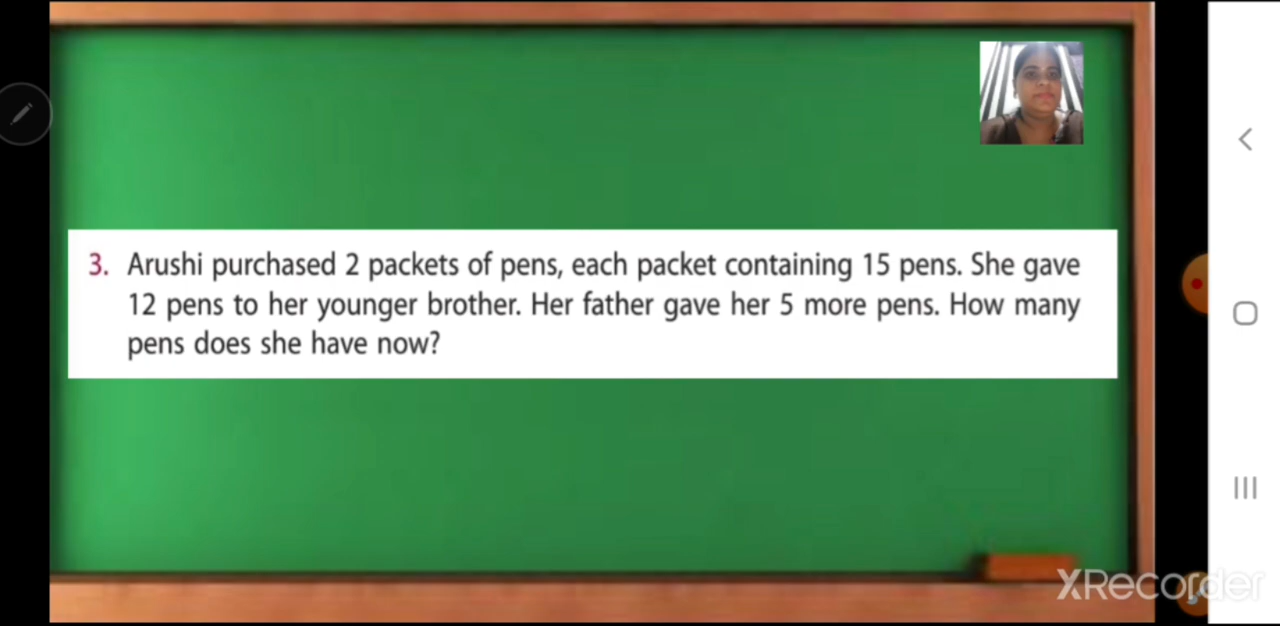 3. Arushi purchased 2 packets of pens, each packet containing 15 pens. She gave
12 pens to her younger brother. Her father gave her 5 more pens. How many
pens does she have now?
XRecorder